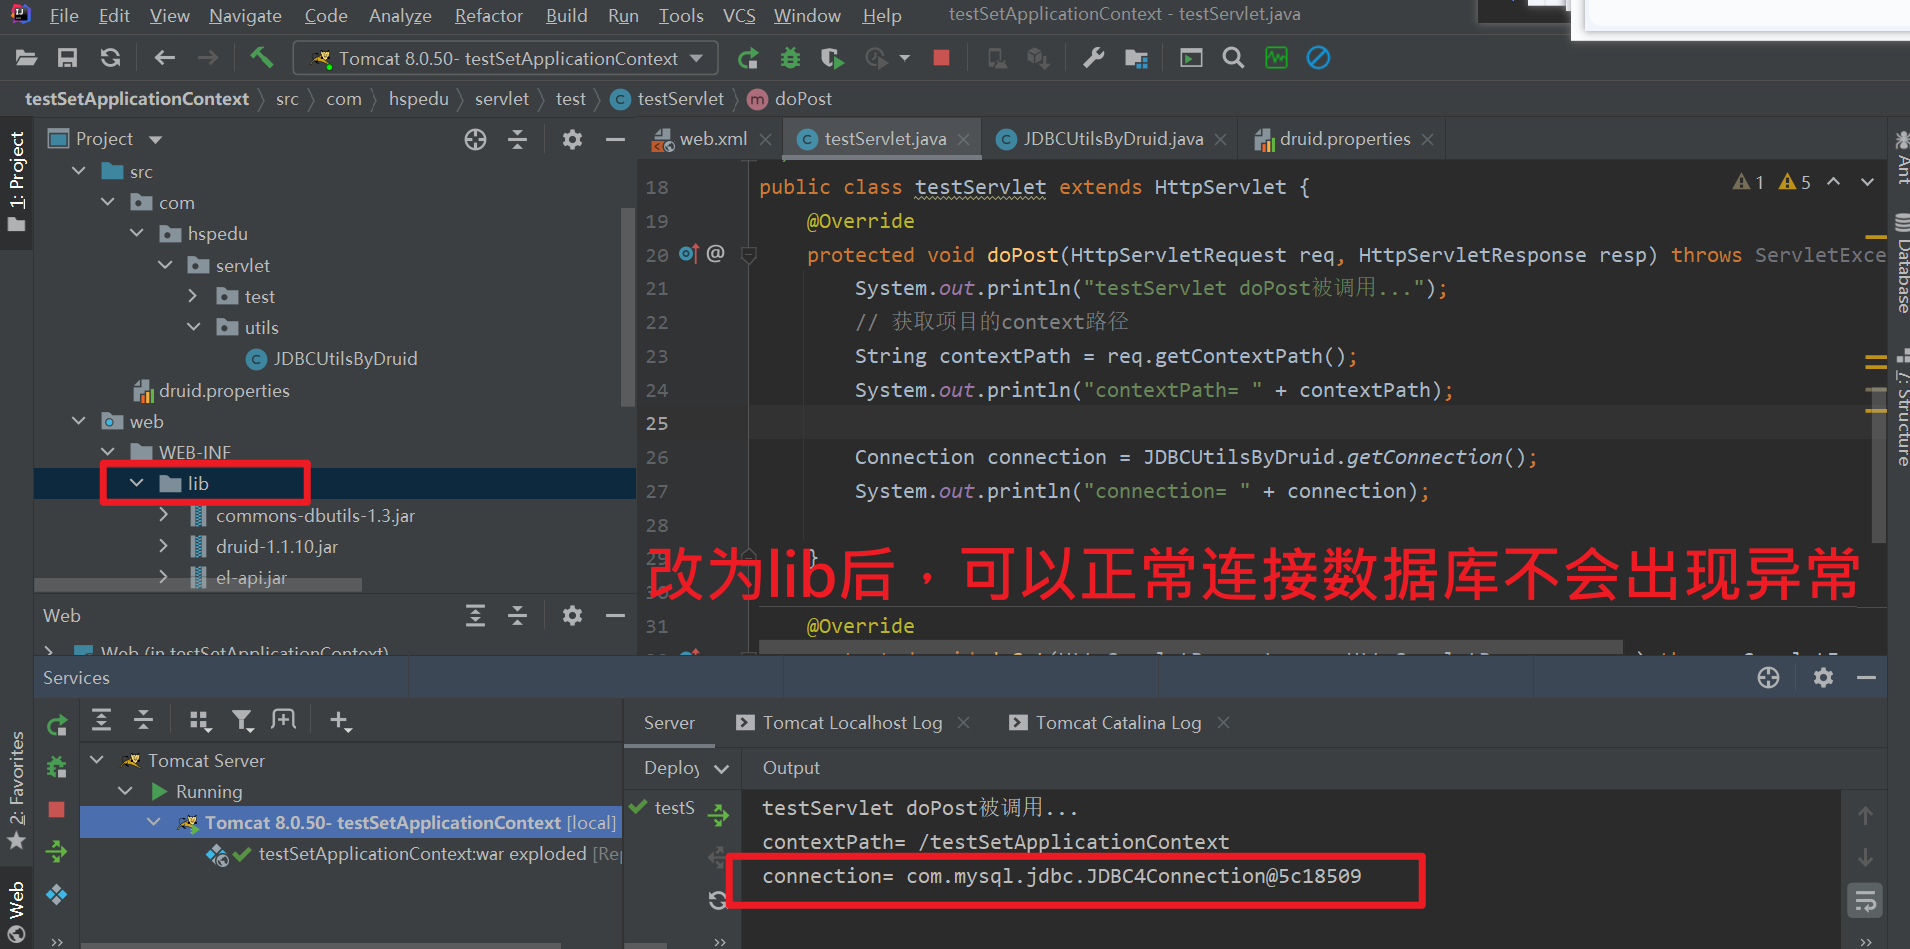 File Edit View Navigate Code Analyze Refactor Build Run Tools VCS Window Help testSetApplicationContext - testServlet.java
Tomcat 8.0.50- testSetApplicationContext
testSetApplicationContext src com hspedu servlet test testServlet doPost
1: Project
Project
src
com
hspedu
servlet
test
utils
JDBCUtilsByDruid
druid.properties
web
WEB-INF
lib
commons-dbutils-1.3.jar
druid-1.1.10.jar
el-api.jar
Web
Web (in testSetApplicationContext)
web.xml testServlet.java JDBCUtilsByDruid.java druid.properties
1 5
18 public class testServlet extends HttpServlet {
19 @Override
20 @ protected void doPost(HttpServletRequest req, HttpServletResponse resp) throws ServletExce
21 System.out.println("testServlet doPost被调用...");
22 // 获取项目的context路径
23 String contextPath = req.getContextPath();
24 System.out.println("contextPath= " + contextPath);
25
26 Connection connection = JDBCUtilsByDruid.getConnection();
27 System.out.println("connection= " + connection);
28
29 }
改为lib后，可以正常连接数据库不会出现异常
31 @Override
Ant
Database
7: Structure
Services
2: Favorites
Web
Tomcat Server
Running
Tomcat 8.0.50- testSetApplicationContext [local]
testSetApplicationContext:war exploded [Rep
Server Tomcat Localhost Log Tomcat Catalina Log
Deploy Output
testS
testServlet doPost被调用...
contextPath= /testSetApplicationContext
connection= com.mysql.jdbc.JDBC4Connection@5c18509